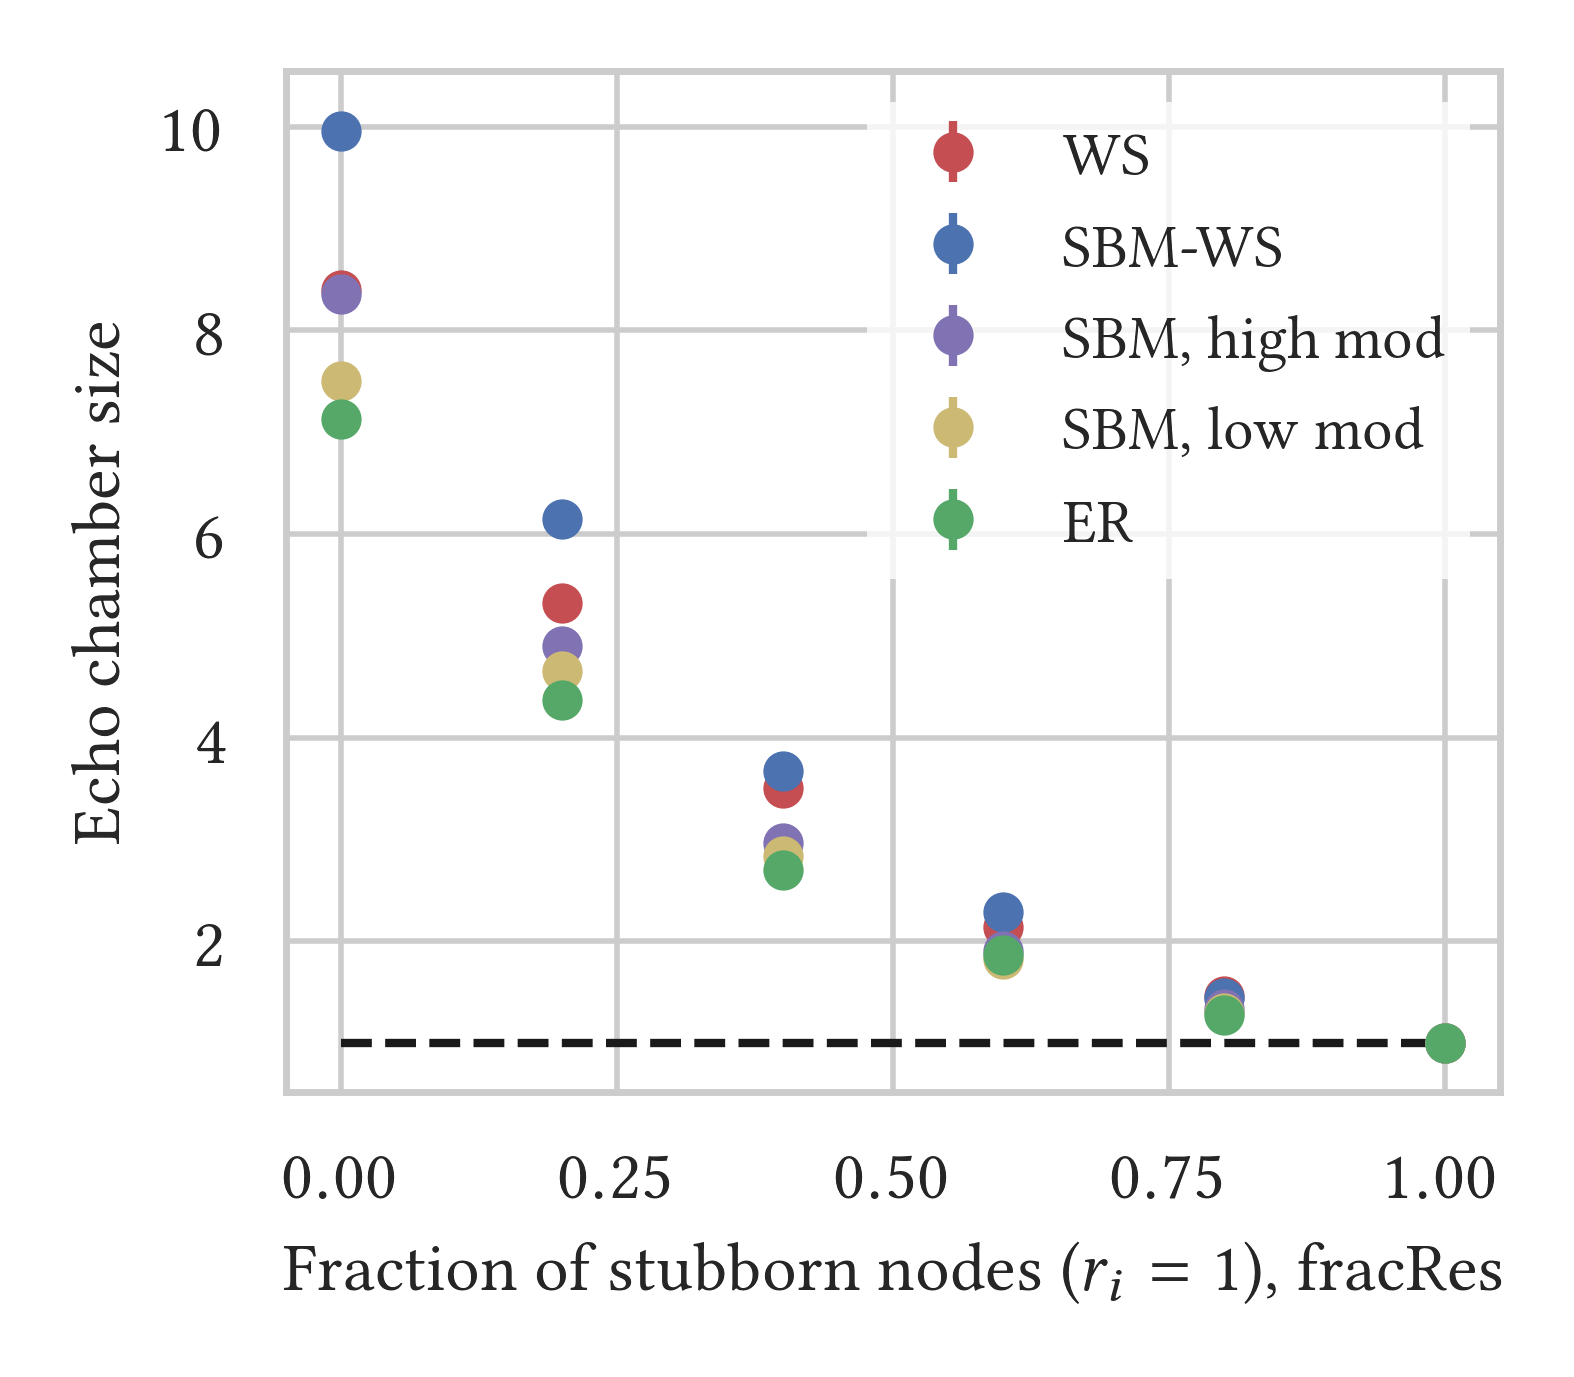 10
8
6
4
2
Echo chamber size
WS
SBM-WS
SBM, high mod
SBM, low mod
ER
0.00 0.25 0.50 0.75 1.00
Fraction of stubborn nodes (rᵢ = 1), fracRes